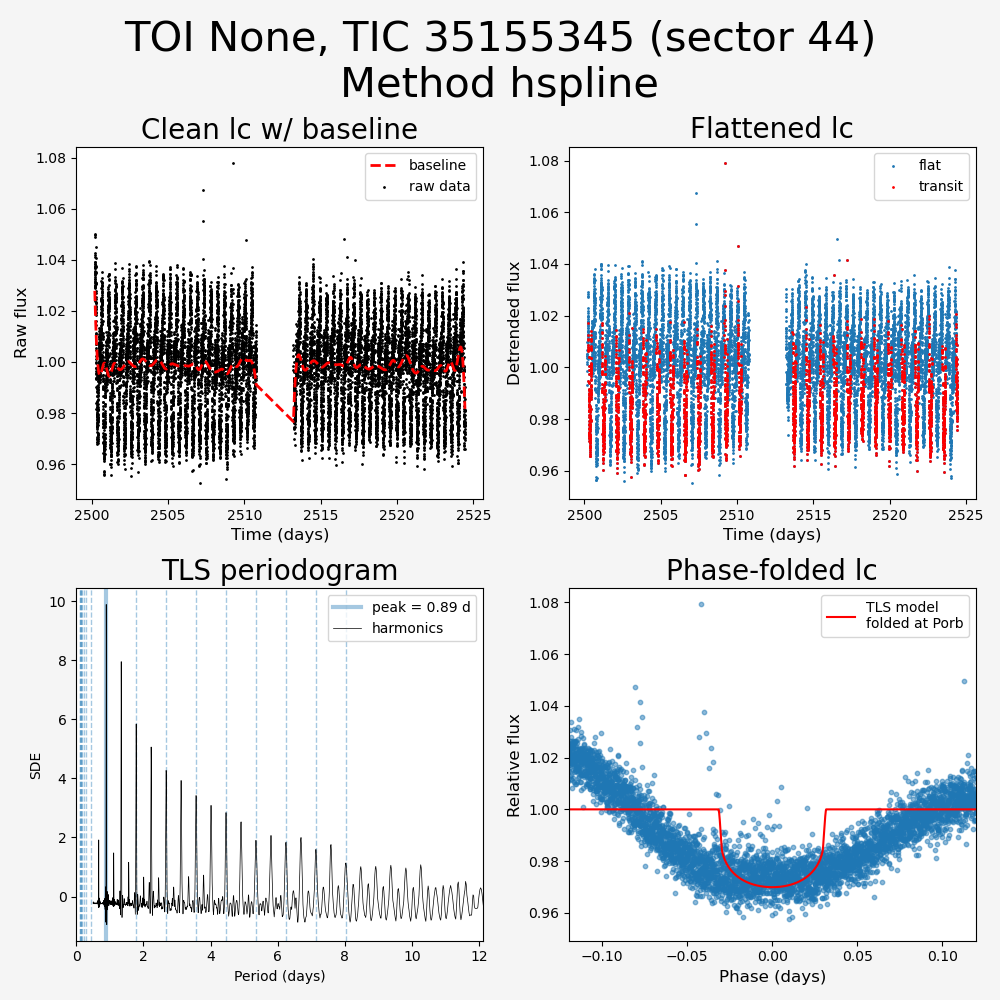 TOI None, TIC 35155345 (sector 44)
Method hspline
Clean lc w/ baseline
Flattened lc
1.08
1.06
1.04
1.02
1.00
0.98
0.96
Raw flux
baseline
raw data
2500
2505
2510
2515
2520
2525
Time (days)
1.08
1.06
1.04
1.02
1.00
0.98
0.96
Detrended flux
flat
transit
2500
2505
2510
2515
2520
2525
Time (days)
TLS periodogram
Phase-folded lc
10
8
6
4
2
0
SDE
peak = 0.89 d
harmonics
0
2
4
6
8
10
12
Period (days)
1.08
1.06
1.04
1.02
1.00
0.98
0.96
Relative flux
TLS model
folded at Porb
−0.10
−0.05
0.00
0.05
0.10
Phase (days)